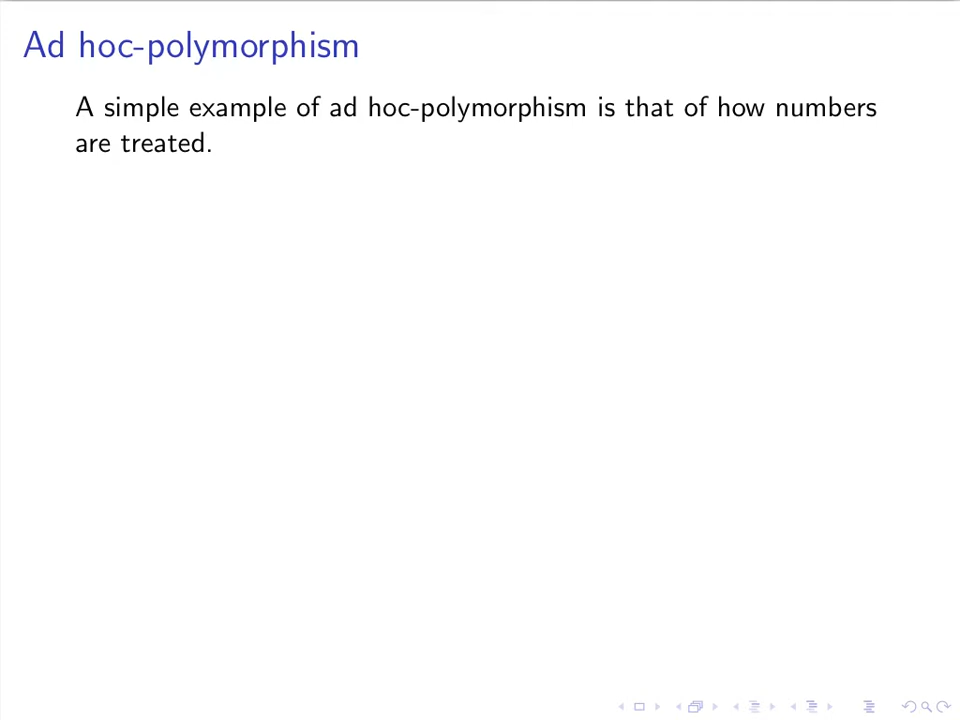 Ad hoc-polymorphism
A simple example of ad hoc-polymorphism is that of how numbers
are treated.